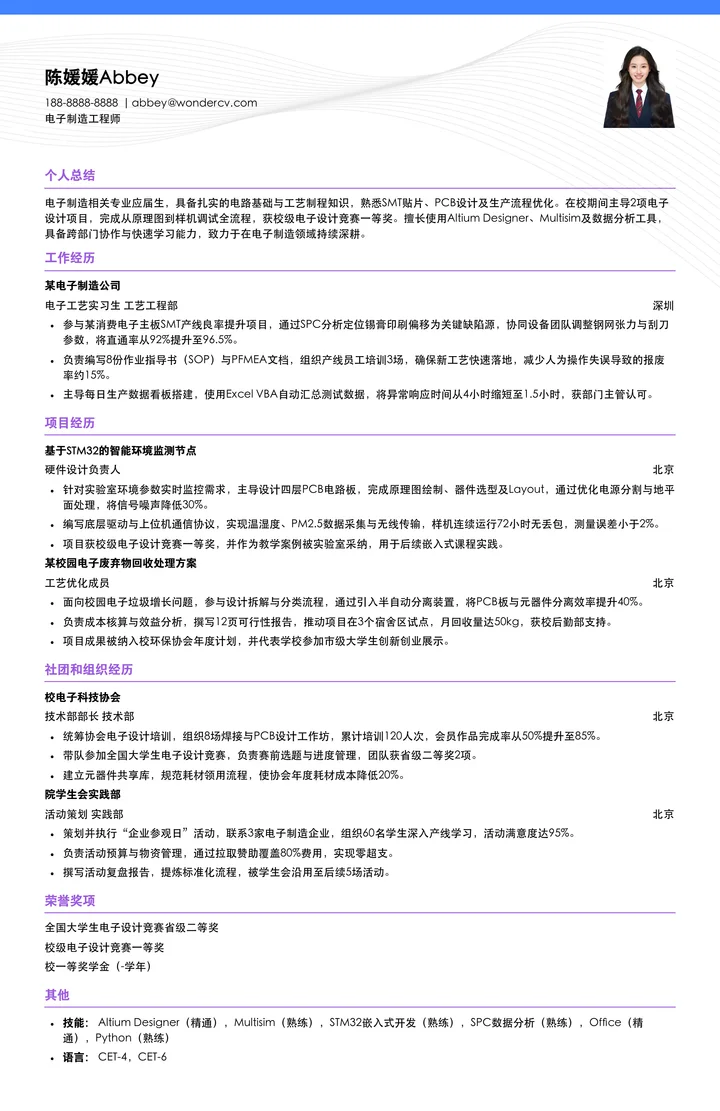 陈媛媛Abbey
188-8888-8888 | abbey@wondercv.com
电子制造工程师
个人总结
电子制造相关专业应届生，具备扎实的电路基础与工艺制程知识，熟悉SMT贴片、PCB设计及生产流程优化。在校期间主导2项电子
设计项目，完成从原理图到样机调试全流程，获校级电子设计竞赛一等奖。擅长使用Altium Designer、Multisim及数据分析工具，
具备跨部门协作与快速学习能力，致力于在电子制造领域持续深耕。
工作经历
某电子制造公司
电子工艺实习生 工艺工程部 深圳
• 参与某消费电子主板SMT产线良率提升项目，通过SPC分析定位锡膏印刷偏移为关键缺陷源，协同设备团队调整钢网张力与刮刀
参数，将直通率从92%提升至96.5%。
• 负责编写8份作业指导书（SOP）与PFMEA文档，组织产线员工培训3场，确保新工艺快速落地，减少人为操作失误导致的报废
率约15%。
• 主导每日生产数据看板搭建，使用Excel VBA自动汇总测试数据，将异常响应时间从4小时缩短至1.5小时，获部门主管认可。
项目经历
基于STM32的智能环境监测节点
硬件设计负责人 北京
• 针对实验室环境参数实时监控需求，主导设计四层PCB电路板，完成原理图绘制、器件选型及Layout，通过优化电源分割与地平
面处理，将信号噪声降低30%。
• 编写底层驱动与上位机通信协议，实现温湿度、PM2.5数据采集与无线传输，样机连续运行72小时无丢包，测量误差小于2%。
• 项目获校级电子设计竞赛一等奖，并作为教学案例被实验室采纳，用于后续嵌入式课程实践。
某校园电子废弃物回收处理方案
工艺优化成员 北京
• 面向校园电子垃圾增长问题，参与设计拆解与分类流程，通过引入半自动分离装置，将PCB板与元器件分离效率提升40%。
• 负责成本核算与效益分析，撰写12页可行性报告，推动项目在3个宿舍区试点，月回收量达50kg，获校后勤部支持。
• 项目成果被纳入校环保协会年度计划，并代表学校参加市级大学生创新创业展示。
社团和组织经历
校电子科技协会
技术部部长 技术部 北京
• 统筹协会电子设计培训，组织8场焊接与PCB设计工作坊，累计培训120人次，会员作品完成率从50%提升至85%。
• 带队参加全国大学生电子设计竞赛，负责赛前选题与进度管理，团队获省级二等奖2项。
• 建立元器件共享库，规范耗材领用流程，使协会年度耗材成本降低20%。
院学生会实践部
活动策划 实践部 北京
• 策划并执行“企业参观日”活动，联系3家电子制造企业，组织60名学生深入产线学习，活动满意度达95%。
• 负责活动预算与物资管理，通过拉取赞助覆盖80%费用，实现零超支。
• 撰写活动复盘报告，提炼标准化流程，被学生会沿用至后续5场活动。
荣誉奖项
全国大学生电子设计竞赛省级二等奖
校级电子设计竞赛一等奖
校一等奖学金（-学年）
其他
• 技能： Altium Designer（精通）, Multisim（熟练）, STM32嵌入式开发（熟练）, SPC数据分析（熟练）, Office（精
通）, Python（熟练）
• 语言： CET-4，CET-6